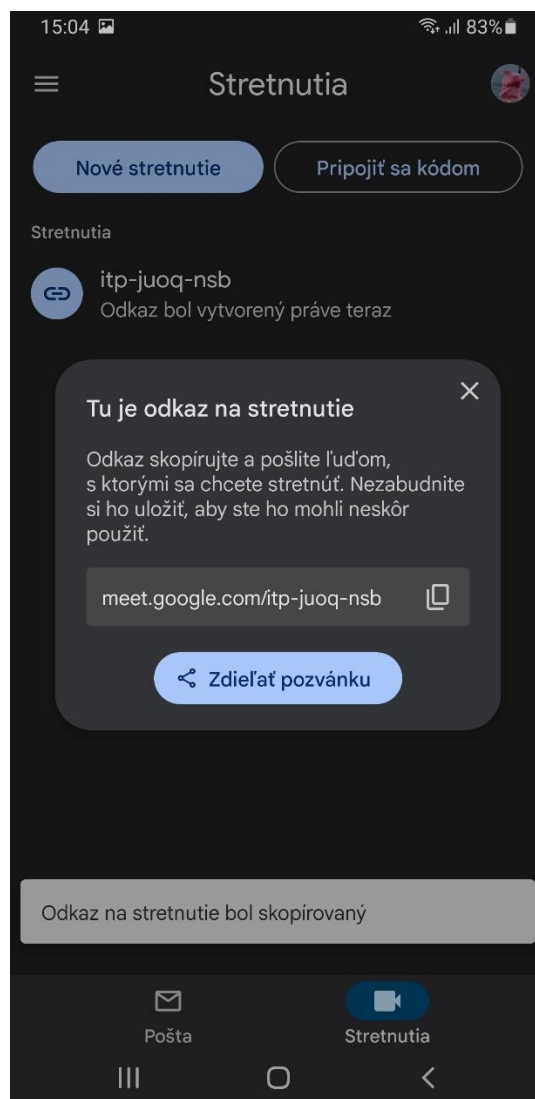 15:04 83%
Stretnutia
Nové stretnutie Pripojiť sa kódom
Stretnutia
itp-juoq-nsb
Odkaz bol vytvorený práve teraz
Tu je odkaz na stretnutie
Odkaz skopírujte a pošlite ľuďom,
s ktorými sa chcete stretnúť. Nezabudnite
si ho uložiť, aby ste ho mohli neskôr
použiť.
meet.google.com/itp-juoq-nsb
Zdieľať pozvánku
Odkaz na stretnutie bol skopírovaný
Pošta Stretnutia